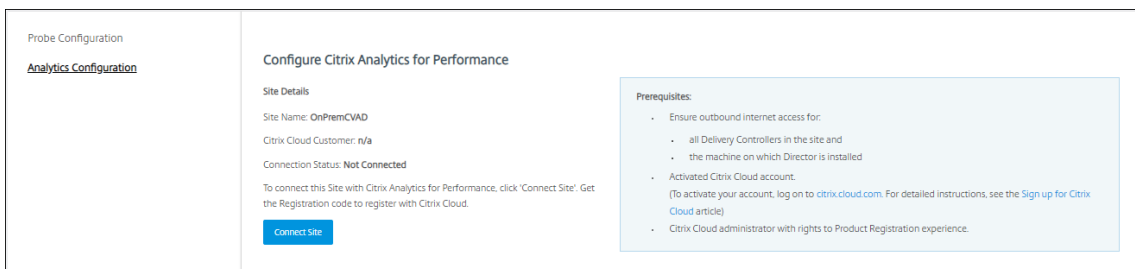 Probe Configuration
Analytics Configuration
Configure Citrix Analytics for Performance
Site Details
Site Name: OnPremCVAD
Citrix Cloud Customer: n/a
Connection Status: Not Connected
To connect this Site with Citrix Analytics for Performance, click 'Connect Site'. Get
the Registration code to register with Citrix Cloud.
Connect Site
Prerequisites:
• Ensure outbound internet access for:
• all Delivery Controllers in the site and
• the machine on which Director is installed
• Activated Citrix Cloud account.
(To activate your account, log on to citrix.cloud.com. For detailed instructions, see the Sign up for Citrix
Cloud article)
• Citrix Cloud administrator with rights to Product Registration experience.